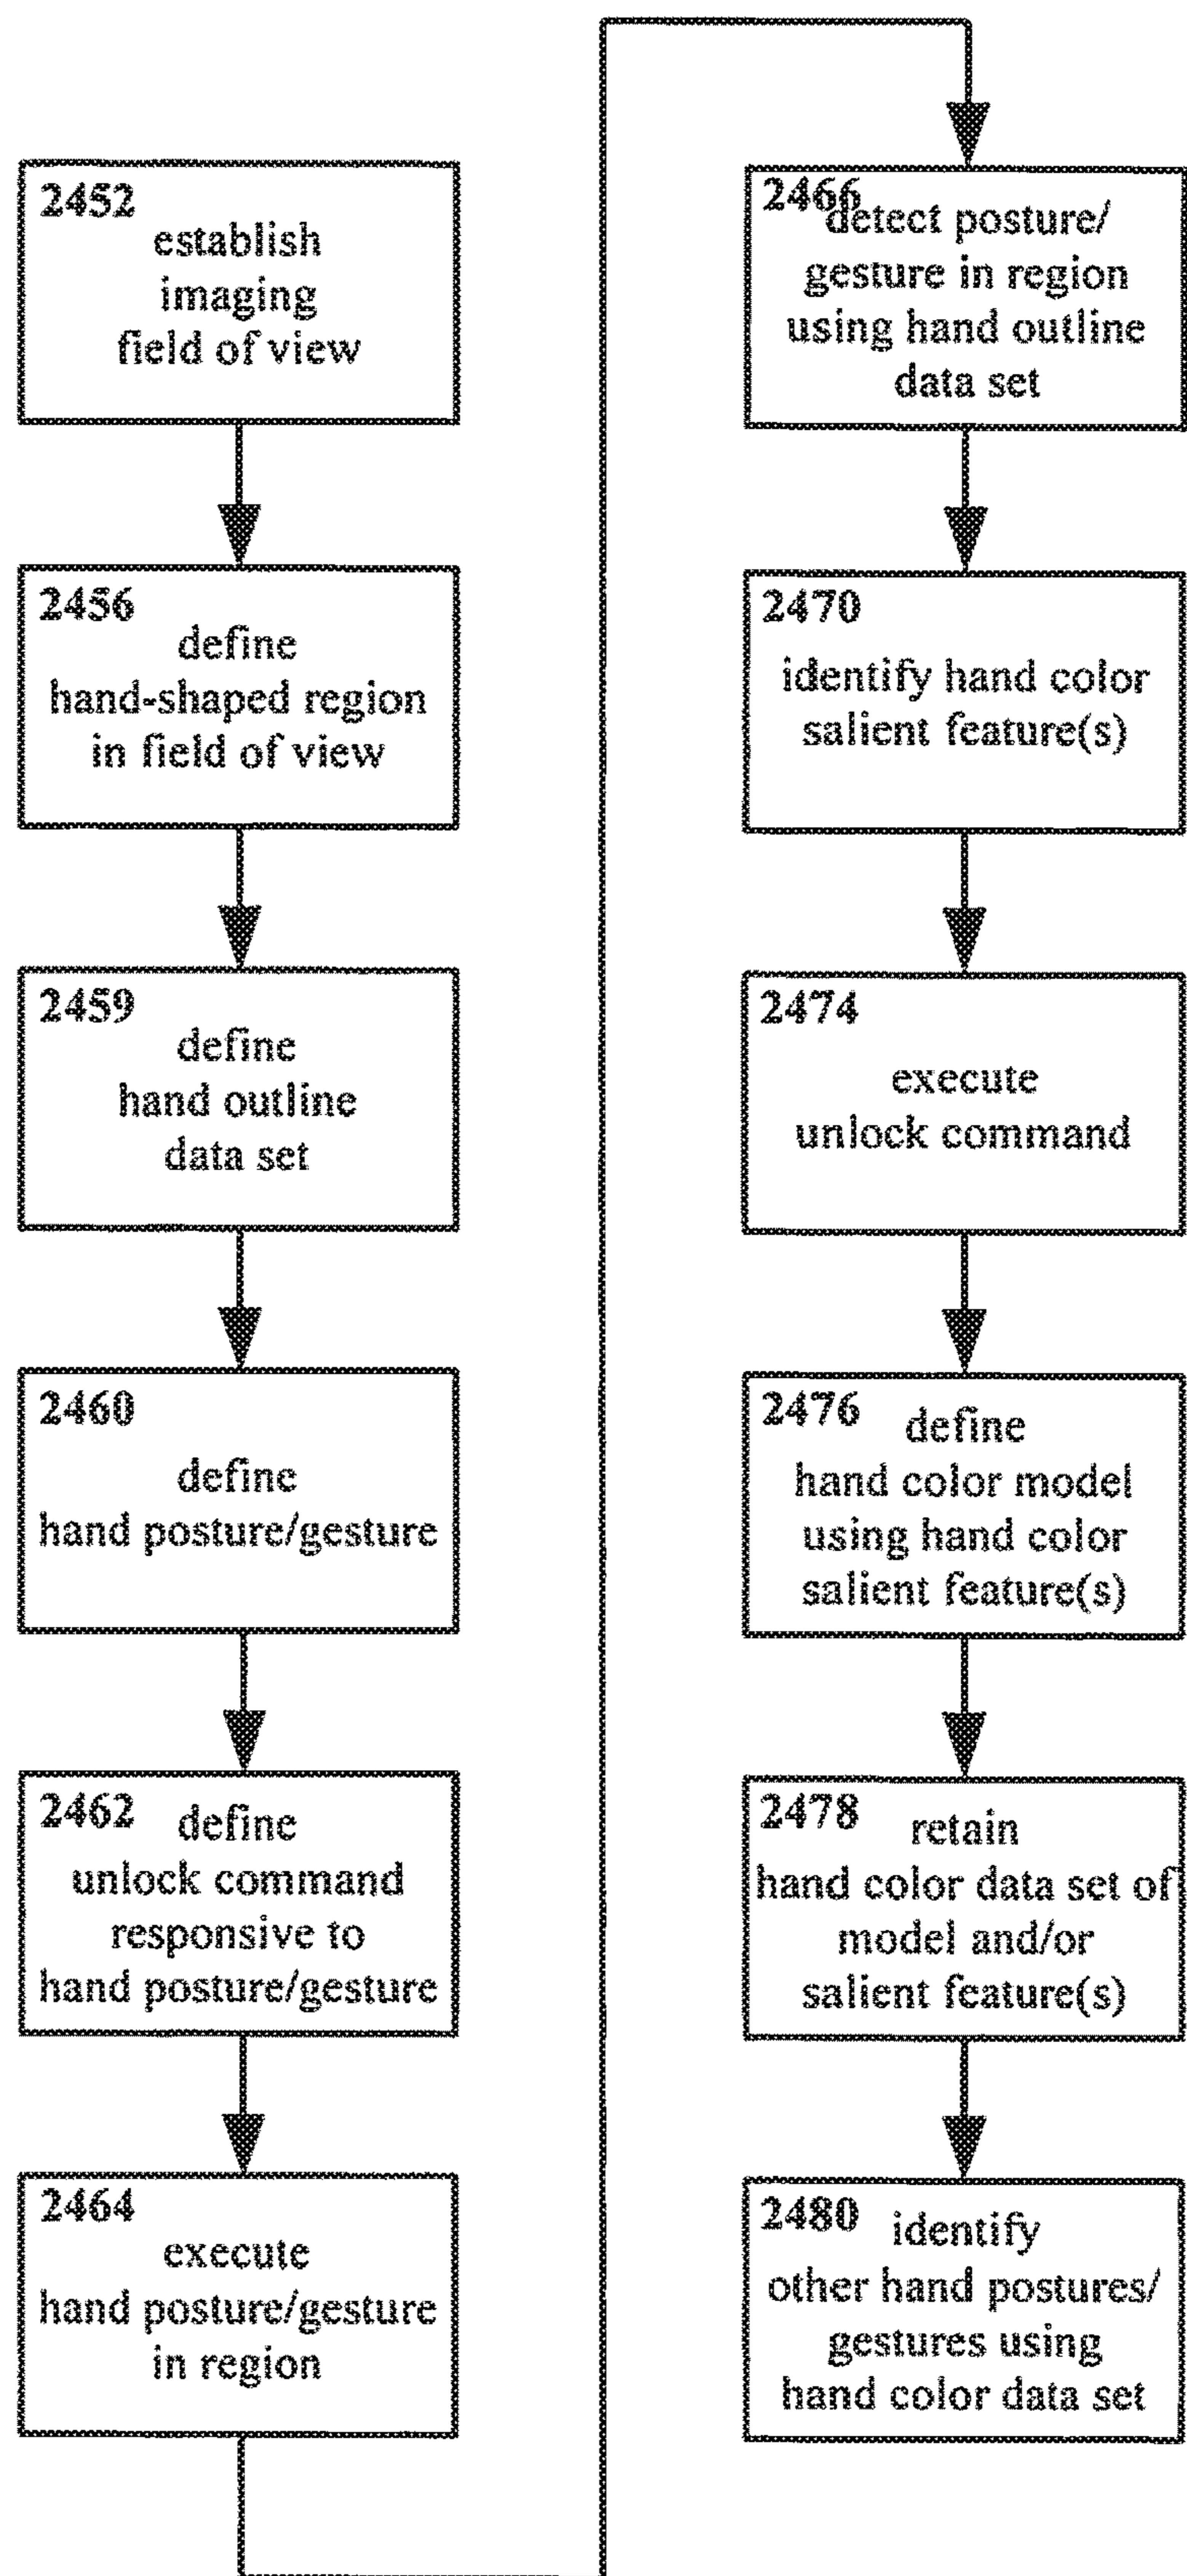 2452
establish
imaging
field of view
2456
define
hand-shaped region
in field of view
2459
define
hand outline
data set
2460
define
hand posture/gesture
2462
define
unlock command
responsive to
hand posture/gesture
2464
execute
hand posture/gesture
in region
2466
detect posture/
gesture in region
using hand outline
data set
2470
identify hand color
salient feature(s)
2474
execute
unlock command
2476
define
hand color model
using hand color
salient feature(s)
2478
retain
hand color data set of
model and/or
salient feature(s)
2480
identify
other hand postures/
gestures using
hand color data set